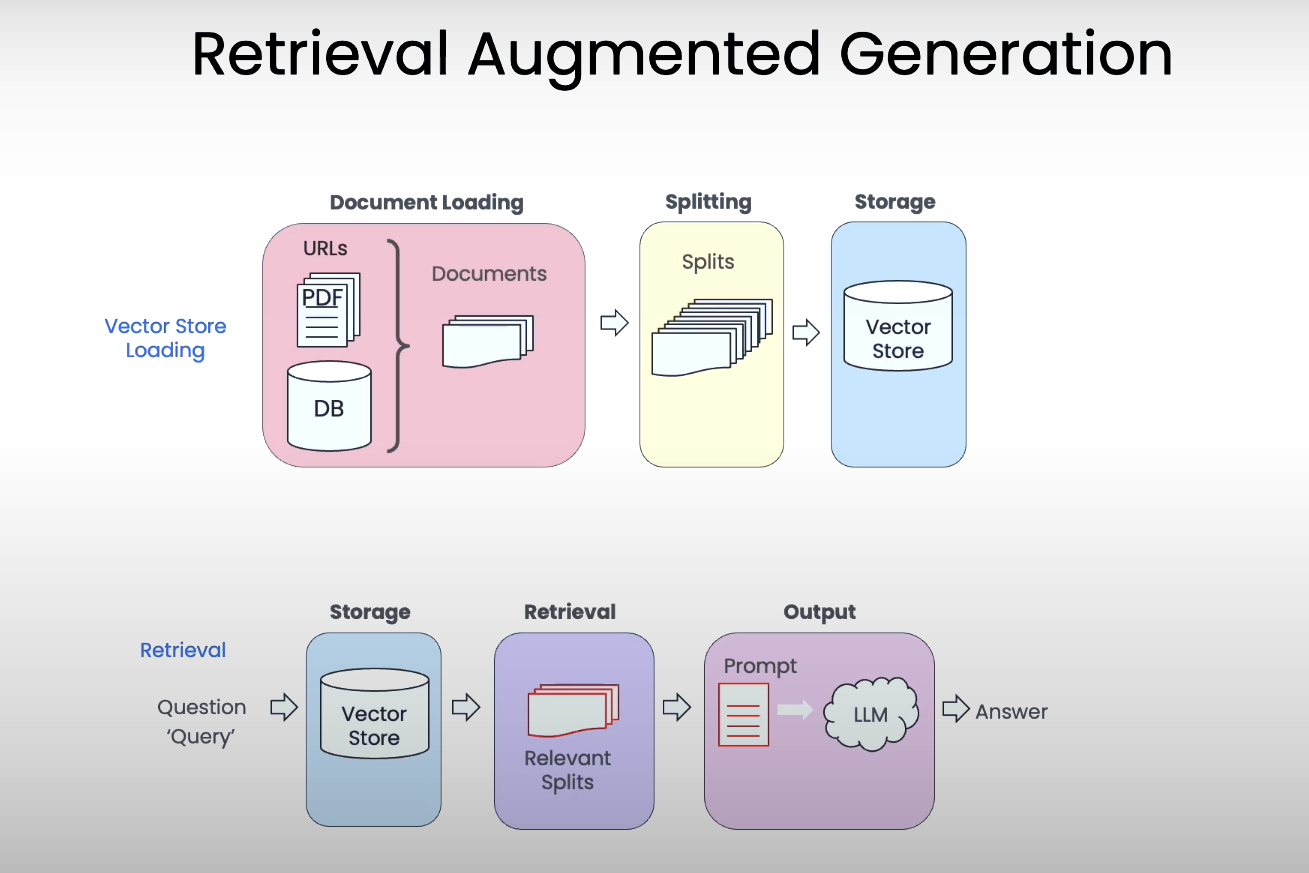 Retrieval Augmented Generation
Document Loading
Splitting
Storage
URLs
PDF
DB
Documents
Splits
Vector
Store
Vector Store
Loading
Storage
Retrieval
Output
Retrieval
Question
‘Query’
Vector
Store
Relevant
Splits
Prompt
LLM
Answer